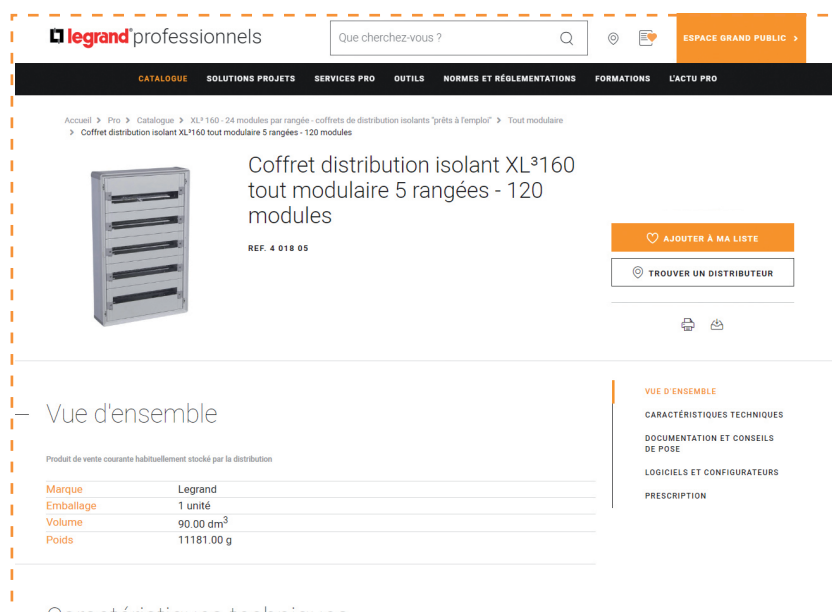 legrand® professionnels
Que cherchez-vous ?
ESPACE GRAND PUBLIC >
CATALOGUE SOLUTIONS PROJETS SERVICES PRO OUTILS NORMES ET RÉGLEMENTATIONS FORMATIONS L'ACTU PRO
Accueil > Pro > Catalogue > XL³ 160 - 24 modules par rangée - coffrets de distribution isolants "prêts à l'emploi" > Tout modulaire
> Coffret distribution isolant XL³160 tout modulaire 5 rangées - 120 modules
Coffret distribution isolant XL³160
tout modulaire 5 rangées - 120
modules
REF. 4 018 05
AJOUTER À MA LISTE
TROUVER UN DISTRIBUTEUR
Vue d'ensemble
Produit de vente courante habituellement stocké par la distribution
Marque Legrand
Emballage 1 unité
Volume 90.00 dm³
Poids 11181.00 g
VUE D'ENSEMBLE
CARACTÉRISTIQUES TECHNIQUES
DOCUMENTATION ET CONSEILS
DE POSE
LOGICIELS ET CONFIGURATEURS
PRESCRIPTION
Caractéristiques techniques